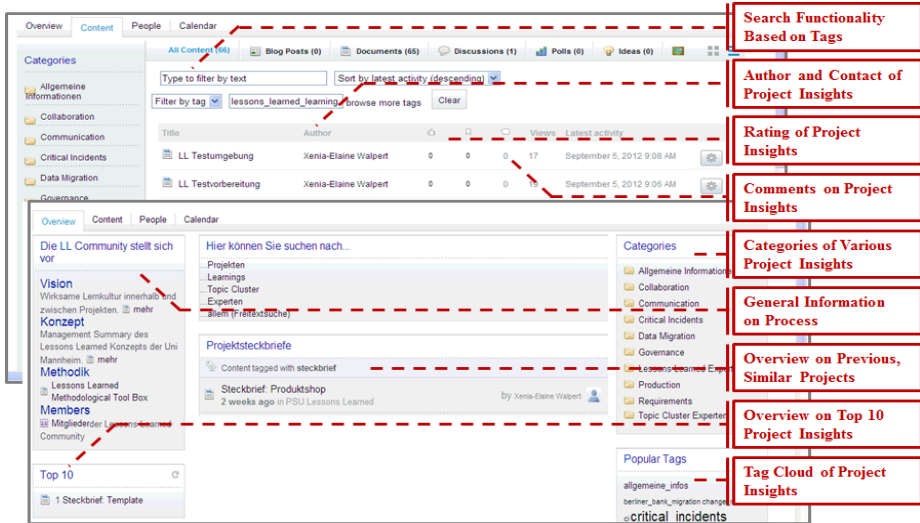 Overview Content People Calendar
Categories
Allgemeine
Informationen
Collaboration
Communication
Critical Incidents
Data Migration
Governance
All Content (66) Blog Posts (0) Documents (65) Discussions (1) Polls (0) Ideas (0)
Type to filter by text Sort by latest activity (descending)
Filter by tag lessons_learned_learning browse more tags Clear
Title Author Views Latest activity
LL Testumgebung Xenia-Elaine Walpert 0 0 0 17 September 5, 2012 9:08 AM
LL Testvorbereitung Xenia-Elaine Walpert 0 0 0 19 September 5, 2012 9:06 AM
Overview Content People Calendar
Die LL Community stellt sich
vor
Vision
Wirksame Lernkultur innerhalb und
zwischen Projekten. mehr
Konzept
Management Summary des
Lessons Learned Konzepts der Uni
Mannheim. mehr
Methodik
Lessons Learned
Methodological Tool Box
Members
Mitglieder der Lessons Learned
Community
Top 10
1 Steckbrief: Template
Hier können Sie suchen nach...
...Projekten
...Learnings
...Topic Cluster
...Experten
...allem (Freitextsuche)
Projektsteckbriefe
Content tagged with steckbrief
Steckbrief: Produktshop
2 weeks ago in PSU Lessons Learned by Xenia-Elaine Walpert
Categories
Allgemeine Informatione
Collaboration
Communication
Critical Incidents
Data Migration
Governance
Lessons Learned Expert
Production
Requirements
Topic Cluster Experten
Popular Tags
allgemeine_infos
berliner_bank_migration change
critical_incidents
Search Functionality
Based on Tags
Author and Contact of
Project Insights
Rating of Project
Insights
Comments on Project
Insights
Categories of Various
Project Insights
General Information
on Process
Overview on Previous,
Similar Projects
Overview on Top 10
Project Insights
Tag Cloud of Project
Insights